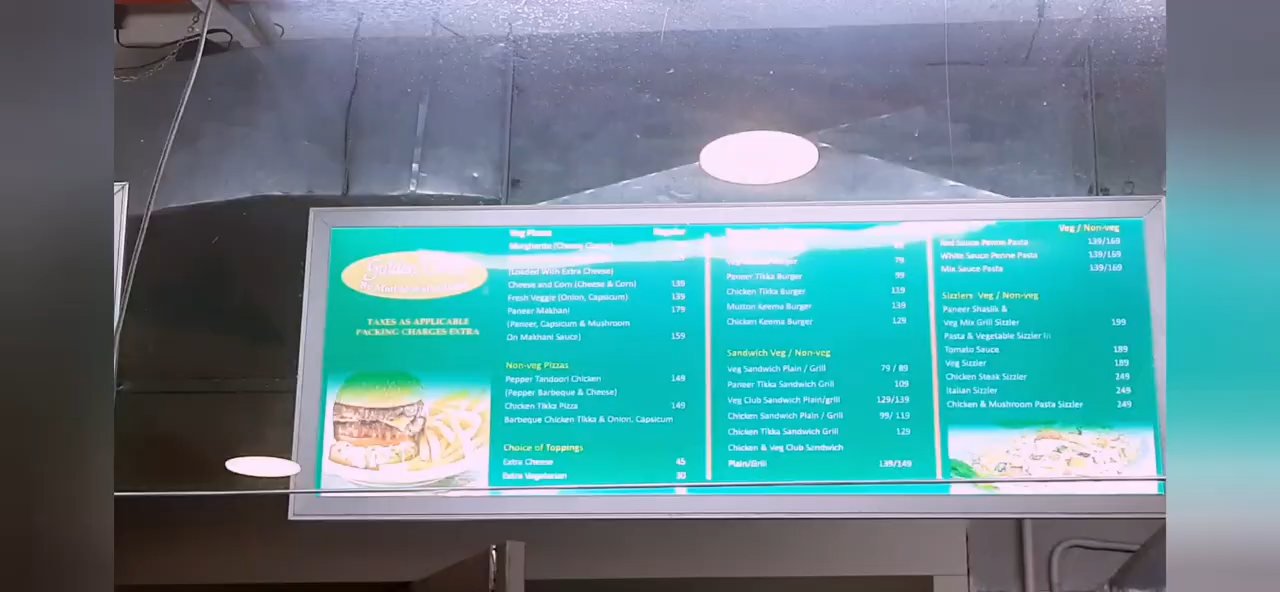 TAXES AS APPLICABLE
PACKING CHARGES EXTRA
Veg Pizzas Regular
Margherita (Cheesy
(Loaded With Extra Cheese)
Cheese and Corn (Cheese & Corn) 139
Fresh Veggie (Onion, Capsicum) 139
Paneer Makhani 179
(Paneer, Capsicum & Mushroom
On Makhani Sauce) 159
Non-veg Pizzas
Pepper Tandoori Chicken 149
(Pepper Barbeque & Cheese)
Chicken Tikka Pizza 149
Barbeque Chicken Tikka & Onion, Capsicum
Choice of Toppings
Extra Cheese 45
Extra Vegetarian 30
Burger 79
Paneer Tikka Burger 99
Chicken Tikka Burger 119
Mutton Keema Burger 139
Chicken Keema Burger 129
Sandwich Veg / Non-veg
Veg Sandwich Plain / Grill 79 / 89
Paneer Tikka Sandwich Grill 109
Veg Club Sandwich Plain/grill 129/139
Chicken Sandwich Plain / Grill 99/ 119
Chicken Tikka Sandwich Grill 129
Chicken & Veg Club Sandwich
Plain/Grill 139/149
Veg / Non-veg
Red Sauce Penne Pasta 139/169
White Sauce Penne Pasta 139/169
Mix Sauce Pasta 139/169
Sizzlers Veg / Non-veg
Paneer Shaslik &
Veg Mix Grill Sizzler 199
Pasta & Vegetable Sizzler In
Tomato Sauce 189
Veg Sizzler 189
Chicken Steak Sizzler 249
Italian Sizzler 249
Chicken & Mushroom Pasta Sizzler 249